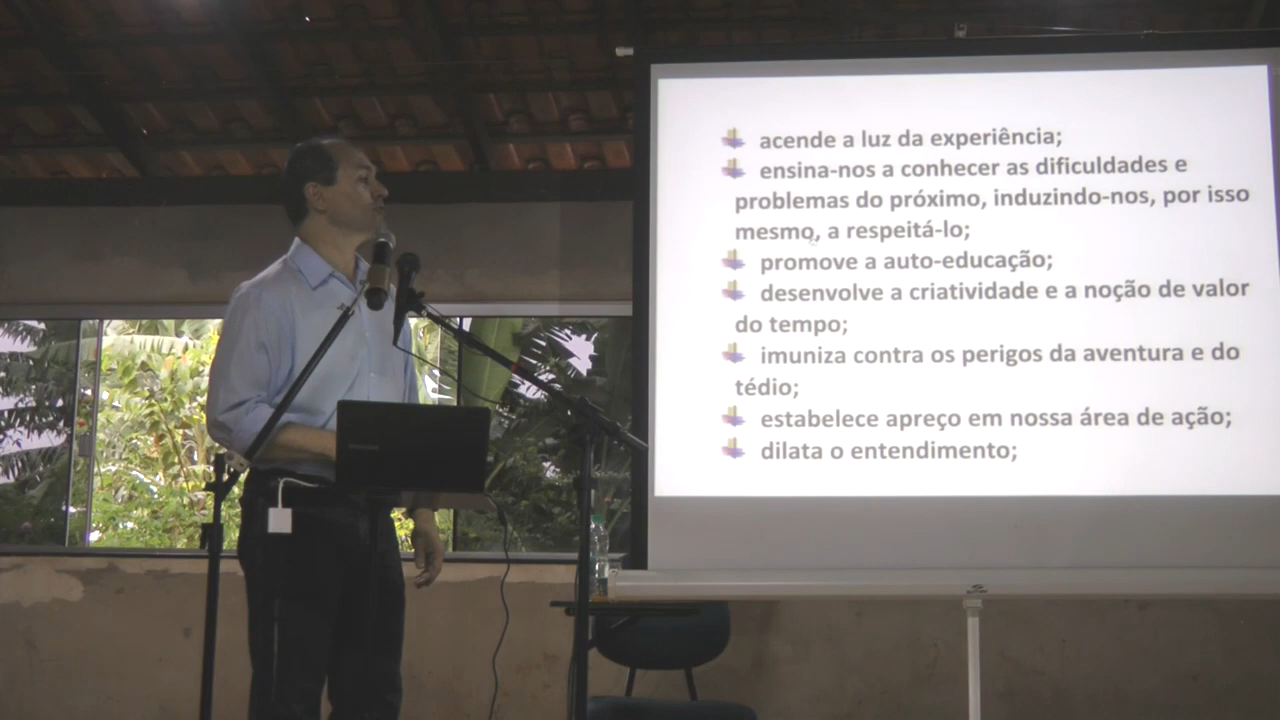 acende a luz da experiência;
ensina-nos a conhecer as dificuldades e
problemas do próximo, induzindo-nos, por isso
mesmo, a respeitá-lo;
promove a auto-educação;
desenvolve a criatividade e a noção de valor
do tempo;
imuniza contra os perigos da aventura e do
tédio;
estabelece apreço em nossa área de ação;
dilata o entendimento;